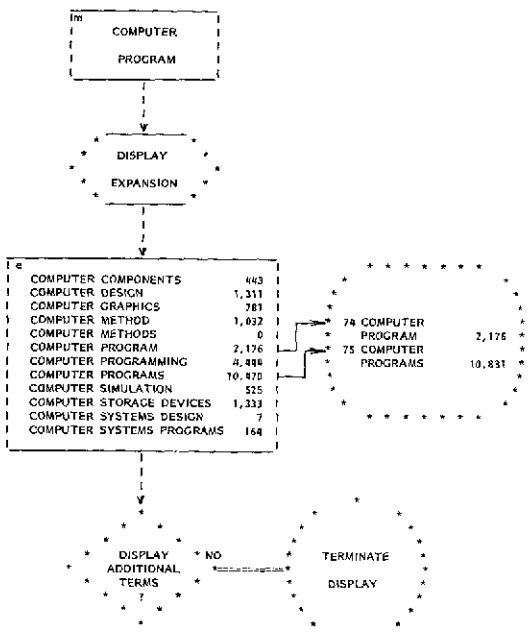 m
COMPUTER
PROGRAM
DISPLAY
EXPANSION
e
COMPUTER COMPONENTS 443
COMPUTER DESIGN 1,311
COMPUTER GRAPHICS 781
COMPUTER METHOD 1,032
COMPUTER METHODS 0
COMPUTER PROGRAM 2,176
COMPUTER PROGRAMMING 4,444
COMPUTER PROGRAMS
COMPUTER SIMULATION 525
COMPUTER STORAGE DEVICES 1,333
COMPUTER SYSTEMS DESIGN 7
COMPUTER SYSTEMS PROGRAMS 164
74 COMPUTER
PROGRAM 2,176
75 COMPUTER
PROGRAMS 10,831
DISPLAY
ADDITIONAL
TERMS
?
NO
TERMINATE
DISPLAY